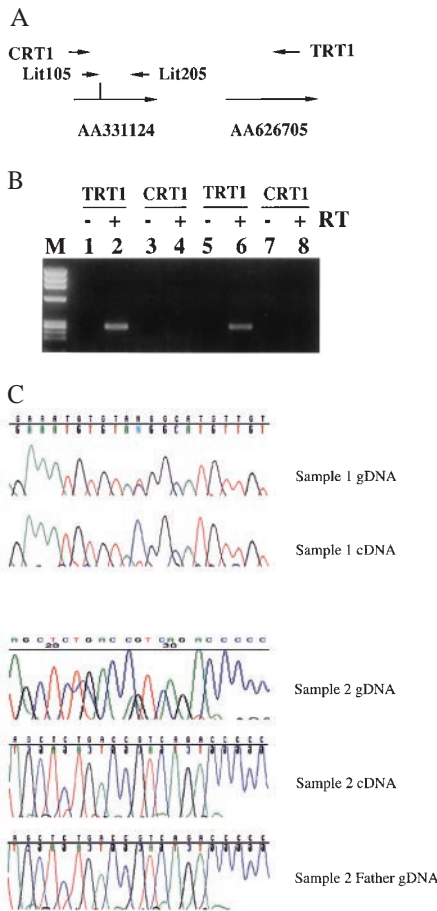 A
CRT1
TRT1
Lit105
Lit205
AA331124
AA626705
B
TRT1 CRT1 TRT1 CRT1
- + - + - + - + RT
M 1 2 3 4 5 6 7 8
C
G A A A T G T G T A N G G C A T G T T G T
G A A A T G T G T A N G G C A T G T T G T
Sample 1 gDNA
Sample 1 cDNA
A G C T C T G A C C G T C A G A C C C C C
20 30
Sample 2 gDNA
A G C T C T G A C C G T C A G A C C C C C
Sample 2 cDNA
A G C T C T G A C C G T C A G A C C C C C
Sample 2 Father gDNA